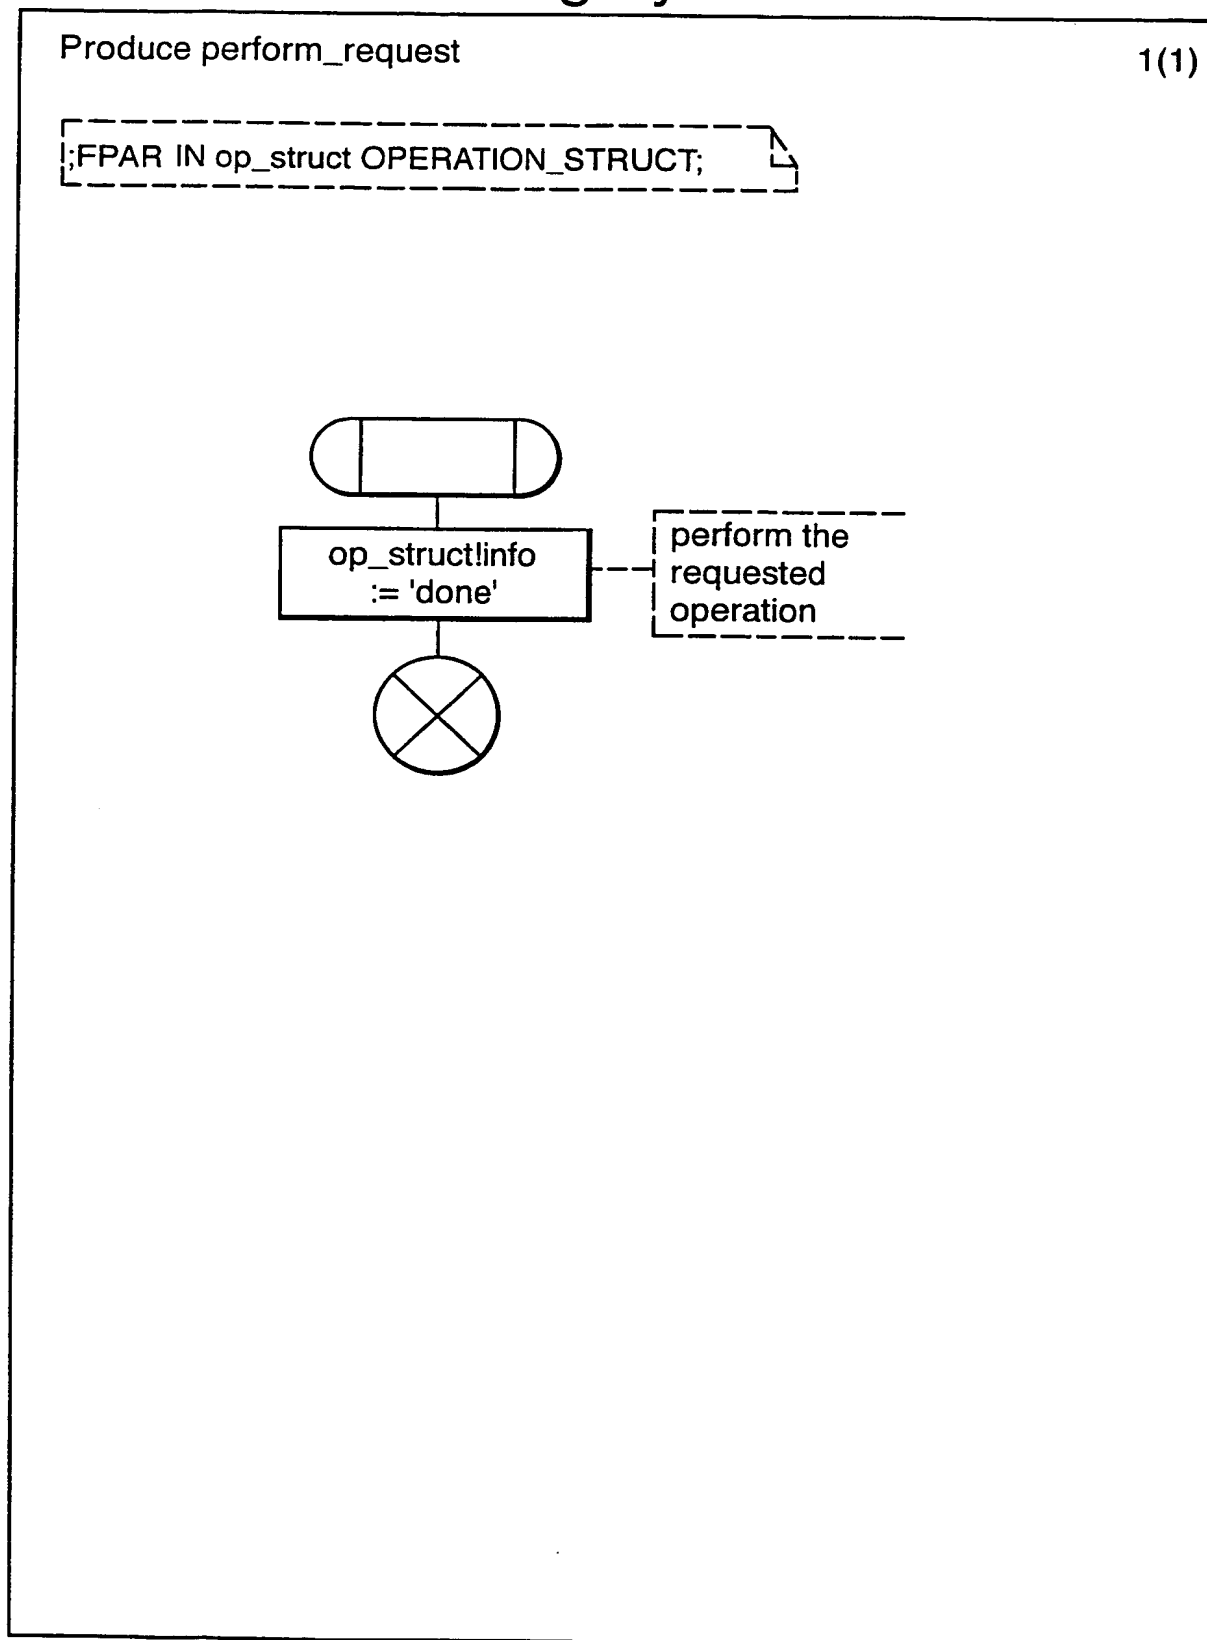 Produce perform_request
1(1)
;FPAR IN op_struct OPERATION_STRUCT;
op_struct!info
:= 'done'
perform the
requested
operation